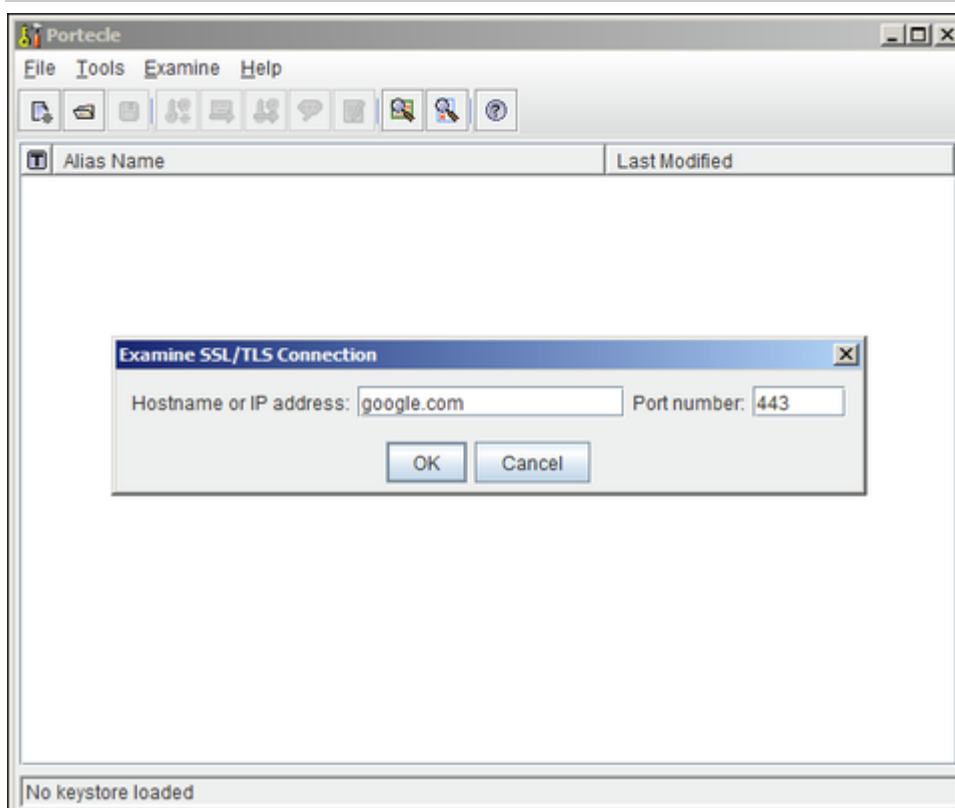 Portecle
File Tools Examine Help
T Alias Name Last Modified
Examine SSL/TLS Connection
Hostname or IP address: google.com Port number: 443
OK Cancel
No keystore loaded